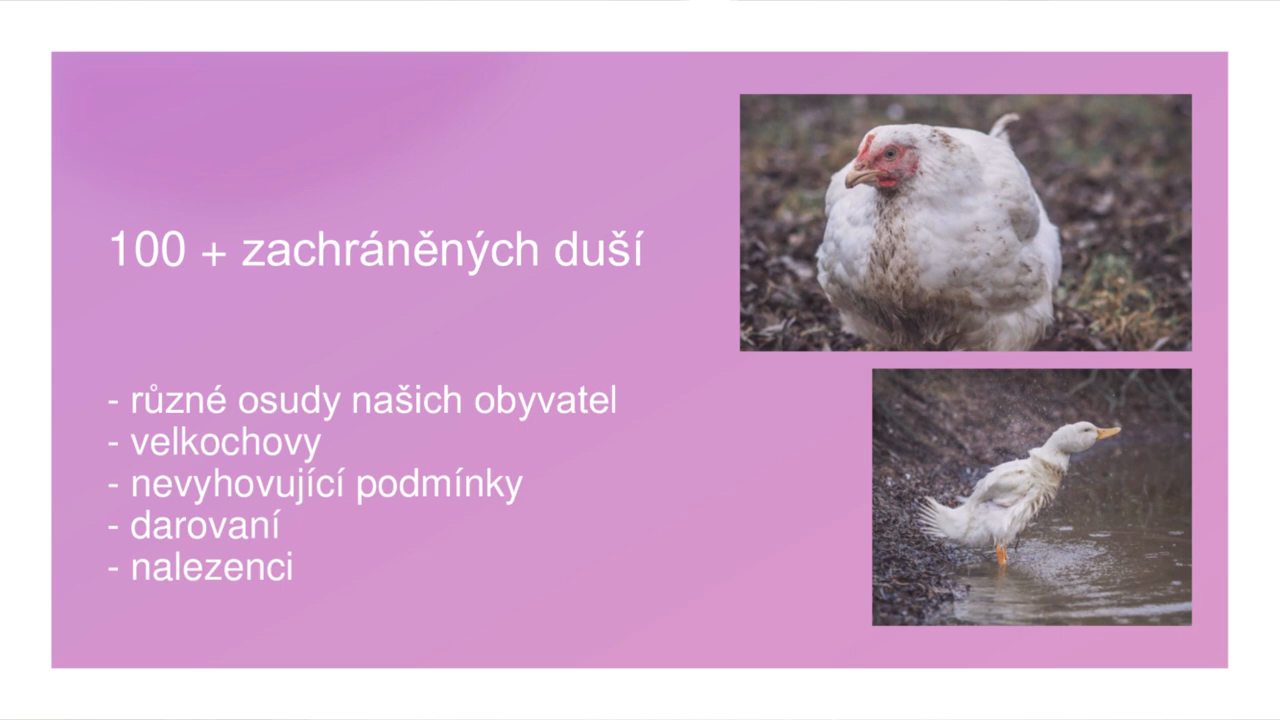 100 + zachráněných duší
- různé osudy našich obyvatel
- velkochovy
- nevyhovující podmínky
- darovaní
- nalezenci